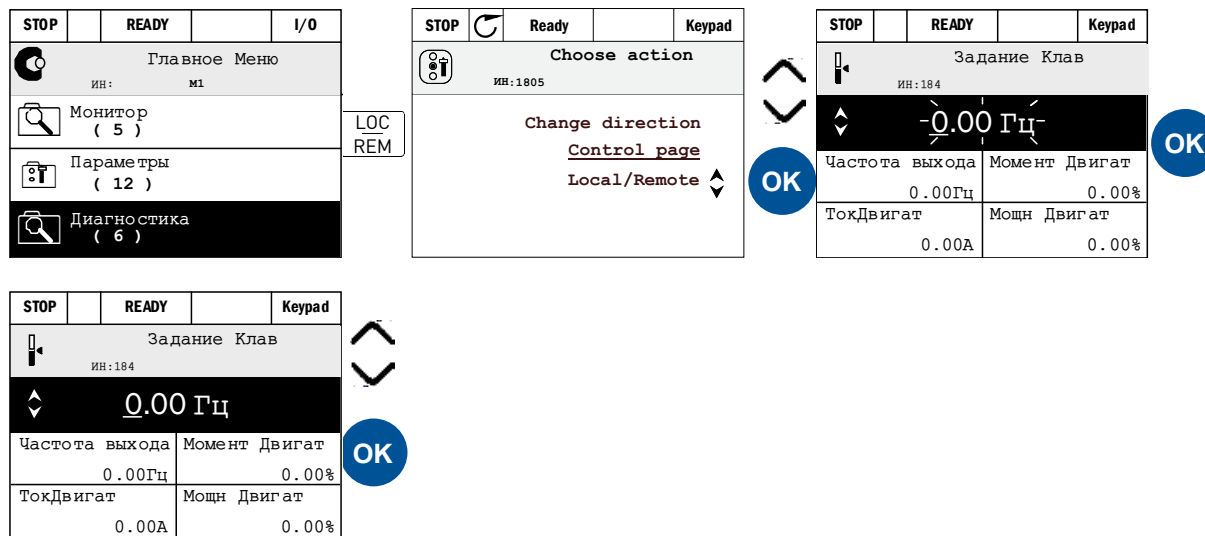 STOP READY I/O
Главное Меню
ИН: M1
Монитор
( 5 )
Параметры
( 12 )
Диагностика
( 6 )
LOC
REM
STOP Ready Keypad
Choose action
ИН:1805
Change direction
Control page
Local/Remote
OK
STOP READY Keypad
Задание Клав
ИН:184
0.00 Гц
Частота выхода Момент Двигат
0.00Гц 0.00%
ТокДвигат Мощн Двигат
0.00A 0.00%
OK
STOP READY Keypad
Задание Клав
ИН:184
0.00 Гц
Частота выхода Момент Двигат
0.00Гц 0.00%
ТокДвигат Мощн Двигат
0.00A 0.00%
OK